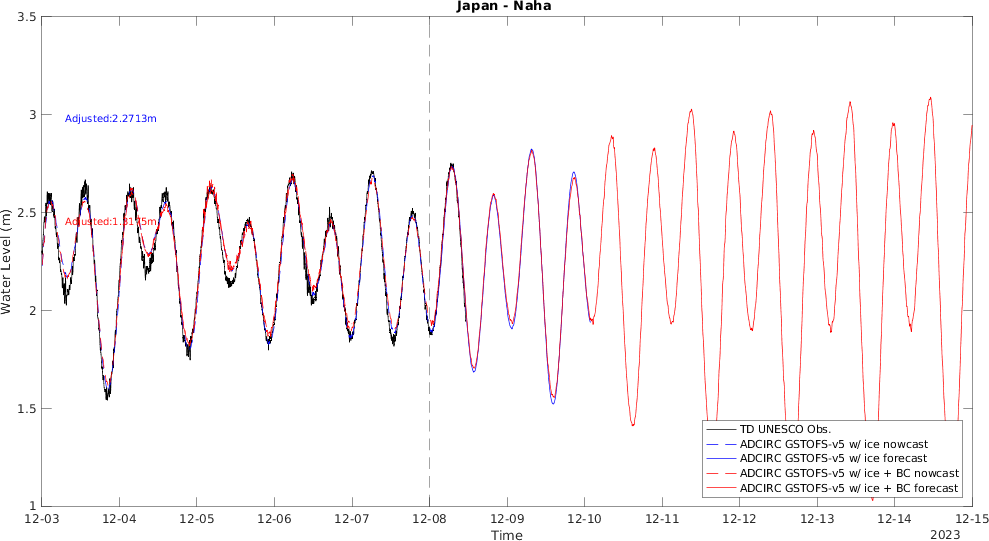 Japan - Naha
3.5
3
2.5
2
1.5
1
Water Level (m)
Adjusted:2.2713m
TD UNESCO Obs.
ADCIRC GSTOFS-v5 w/ ice nowcast
ADCIRC GSTOFS-v5 w/ ice forecast
ADCIRC GSTOFS-v5 w/ ice + BC nowcast
ADCIRC GSTOFS-v5 w/ ice + BC forecast
12-03 12-04 12-05 12-06 12-07 12-08 12-09 12-10 12-11 12-12 12-13 12-14 12-15
Time
2023